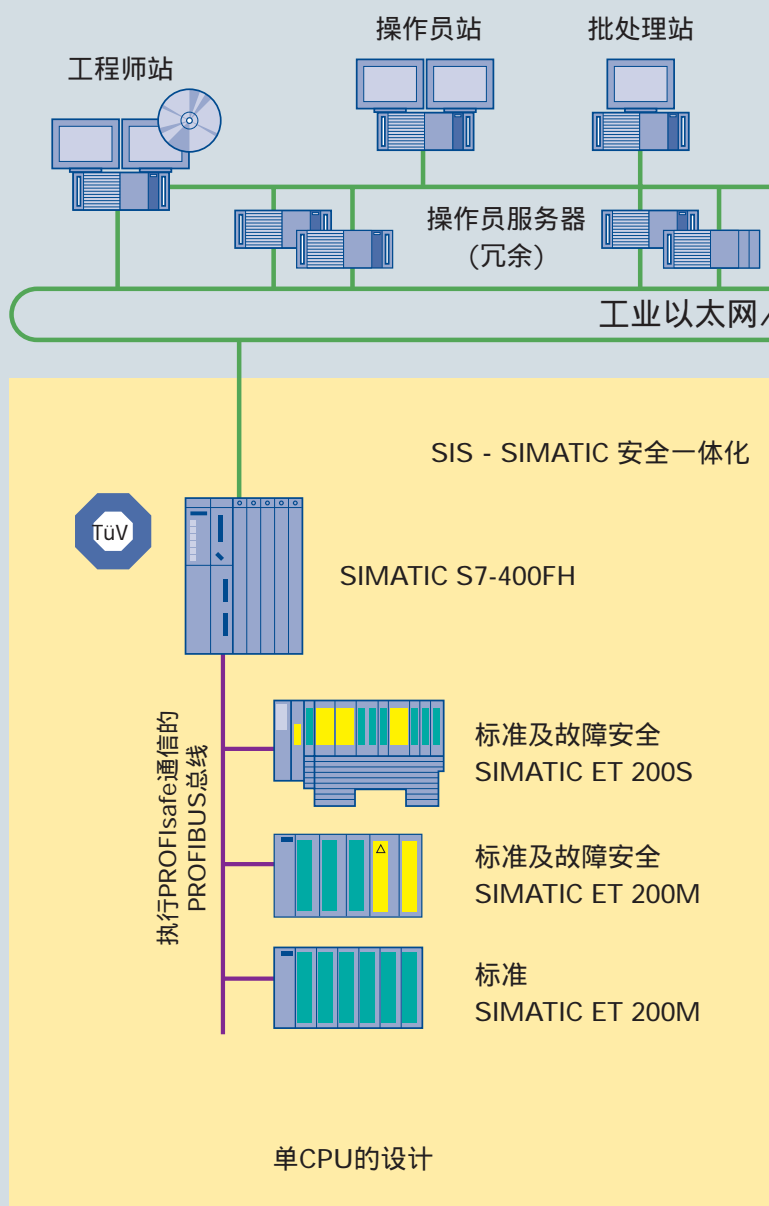 操作员站
批处理站
工程师站
操作员服务器
（冗余）
工业以太网
SIS - SIMATIC 安全一体化
TüV
SIMATIC S7-400FH
执行PROFIsafe通信的
PROFIBUS总线
标准及故障安全
SIMATIC ET 200S
标准及故障安全
SIMATIC ET 200M
标准
SIMATIC ET 200M
单CPU的设计